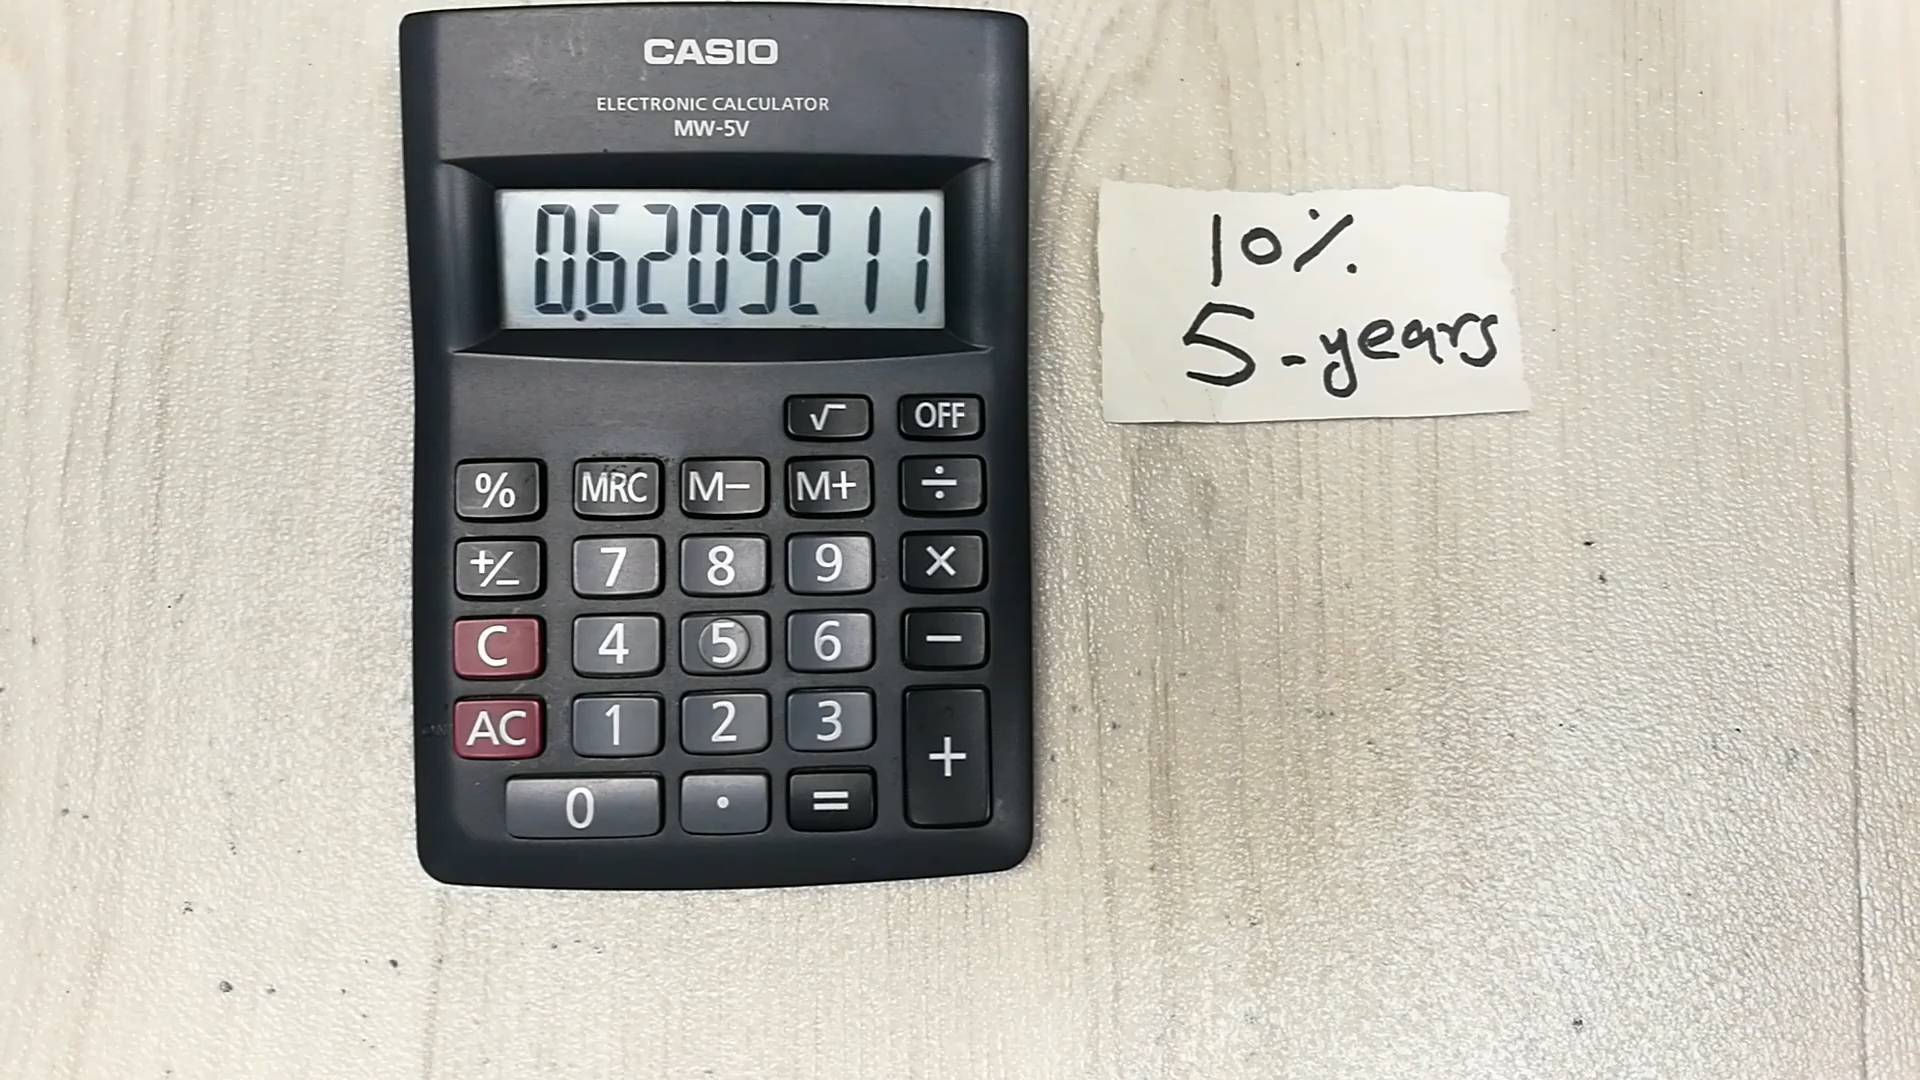 CASIO
ELECTRONIC CALCULATOR
MW-5V
0.6209211
10%
5-years
√ OFF
% MRC M− M+ ÷
+/− 7 8 9 ×
C 4 5 6 −
AC 1 2 3 +
0 . =